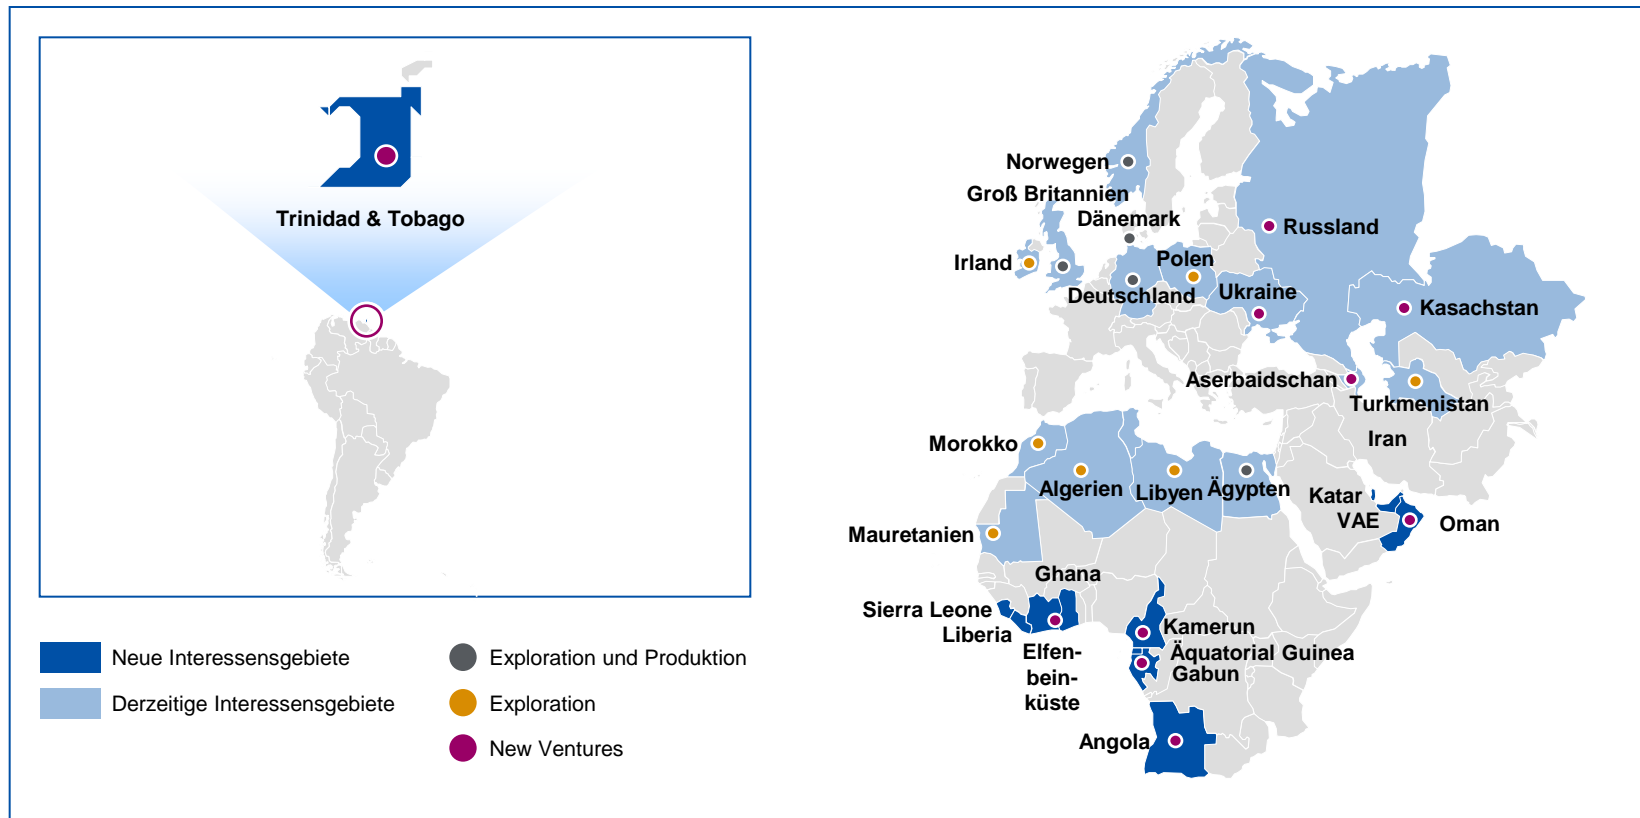 Trinidad & Tobago
Neue Interessensgebiete
Derzeitige Interessensgebiete
Exploration und Produktion
Exploration
New Ventures
Norwegen
Groß Britannien
Dänemark
Russland
Irland
Polen
Deutschland
Ukraine
Kasachstan
Aserbaidschan
Turkmenistan
Iran
Morokko
Algerien
Libyen
Ägypten
Katar
VAE
Oman
Mauretanien
Ghana
Sierra Leone
Liberia
Elfen-
bein-
küste
Kamerun
Äquatorial Guinea
Gabun
Angola